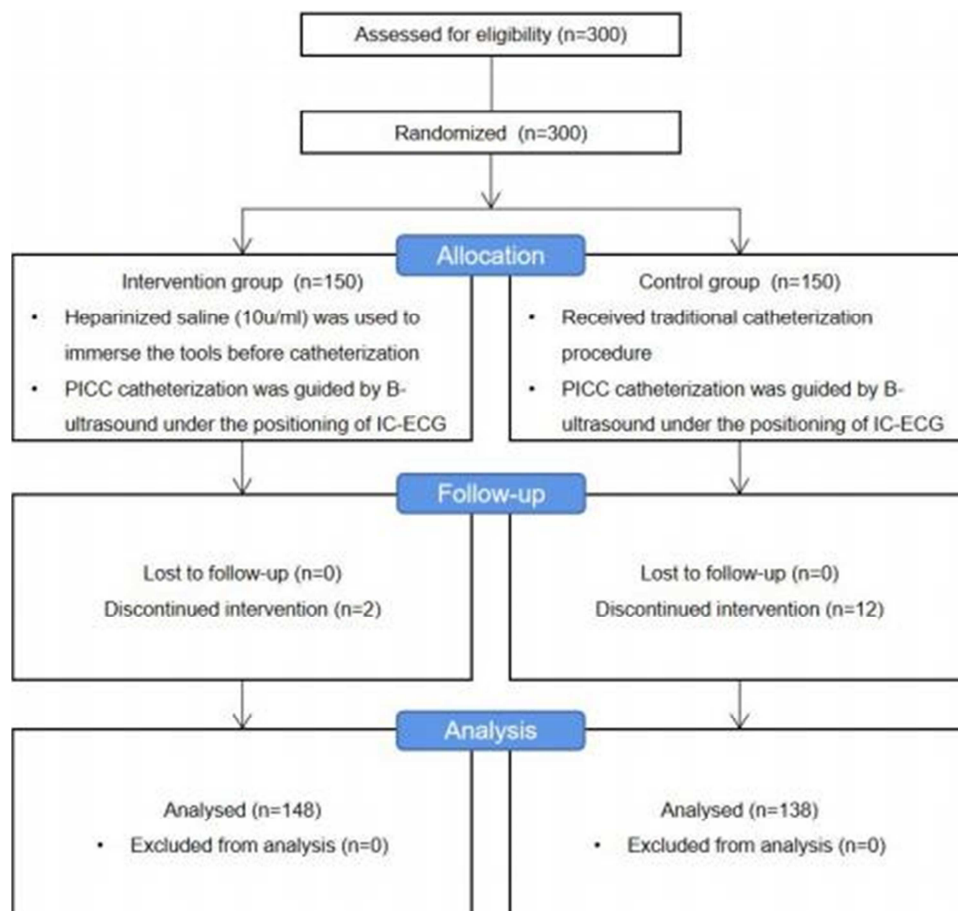 Assessed for eligibility (n=300)
Randomized (n=300)
Allocation
Intervention group (n=150)
• Heparinized saline (10u/ml) was used to
immerse the tools before catheterization
• PICC catheterization was guided by B-
ultrasound under the positioning of IC-ECG
Control group (n=150)
• Received traditional catheterization
procedure
• PICC catheterization was guided by B-
ultrasound under the positioning of IC-ECG
Follow-up
Lost to follow-up (n=0)
Discontinued intervention (n=2)
Lost to follow-up (n=0)
Discontinued intervention (n=12)
Analysis
Analysed (n=148)
• Excluded from analysis (n=0)
Analysed (n=138)
• Excluded from analysis (n=0)